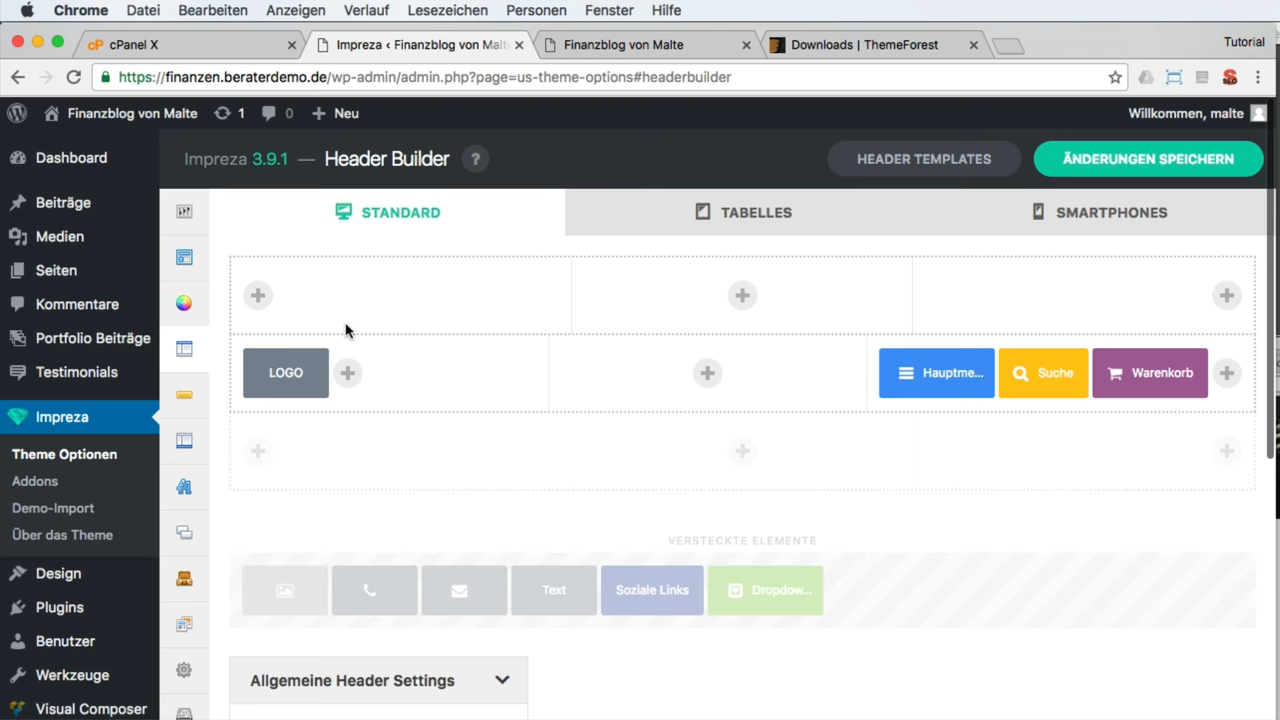 Chrome Datei Bearbeiten Anzeigen Verlauf Lesezeichen Personen Fenster Hilfe
cP cPanel X
Impreza ‹ Finanzblog von Malte
Finanzblog von Malte
Downloads | ThemeForest
Tutorial
https://finanzen.beraterdemo.de/wp-admin/admin.php?page=us-theme-options#headerbuilder
SEO
Finanzblog von Malte 1 0 Neu
Willkommen, malte
Dashboard
Beiträge
Medien
Seiten
Kommentare
Portfolio Beiträge
Testimonials
Impreza
Theme Optionen
Addons
Demo-Import
Über das Theme
Design
Plugins
Benutzer
Werkzeuge
Visual Composer
Impreza 3.9.1 — Header Builder ?
HEADER TEMPLATES
ÄNDERUNGEN SPEICHERN
STANDARD
TABELLES
SMARTPHONES
LOGO
Hauptme...
Suche
Warenkorb
VERSTECKTE ELEMENTE
Text
Soziale Links
Dropdow...
Allgemeine Header Settings